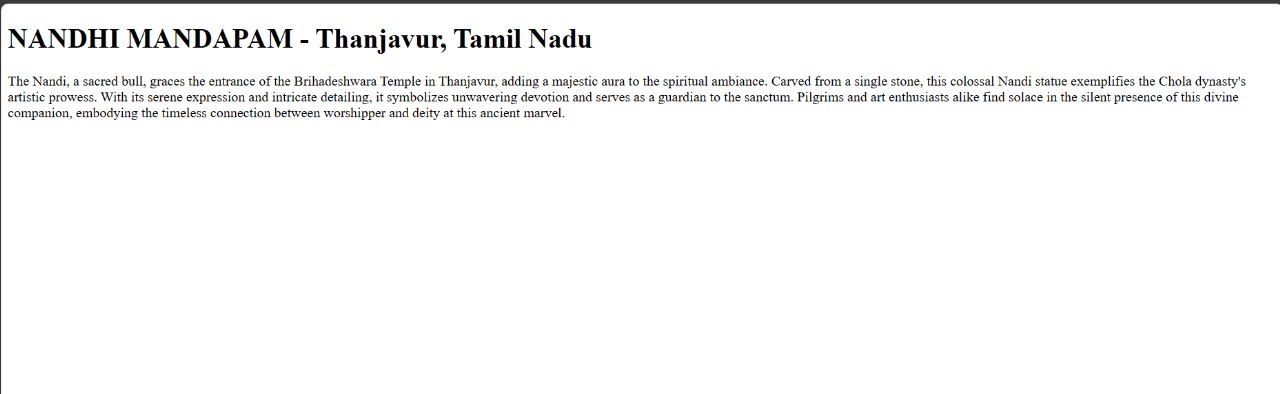 NANDHI MANDAPAM - Thanjavur, Tamil Nadu
The Nandi, a sacred bull, graces the entrance of the Brihadeshwara Temple in Thanjavur, adding a majestic aura to the spiritual ambiance. Carved from a single stone, this colossal Nandi statue exemplifies the Chola dynasty's
artistic prowess. With its serene expression and intricate detailing, it symbolizes unwavering devotion and serves as a guardian to the sanctum. Pilgrims and art enthusiasts alike find solace in the silent presence of this divine
companion, embodying the timeless connection between worshipper and deity at this ancient marvel.